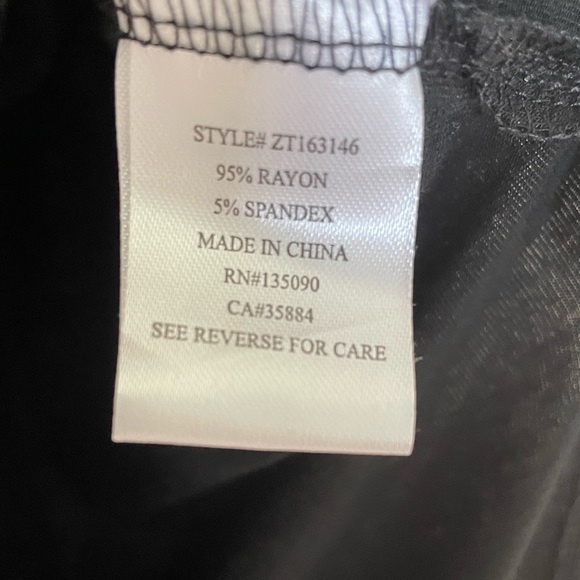 STYLE# ZT163146
95% RAYON
5% SPANDEX
MADE IN CHINA
RN#135090
CA#35884
SEE REVERSE FOR CARE